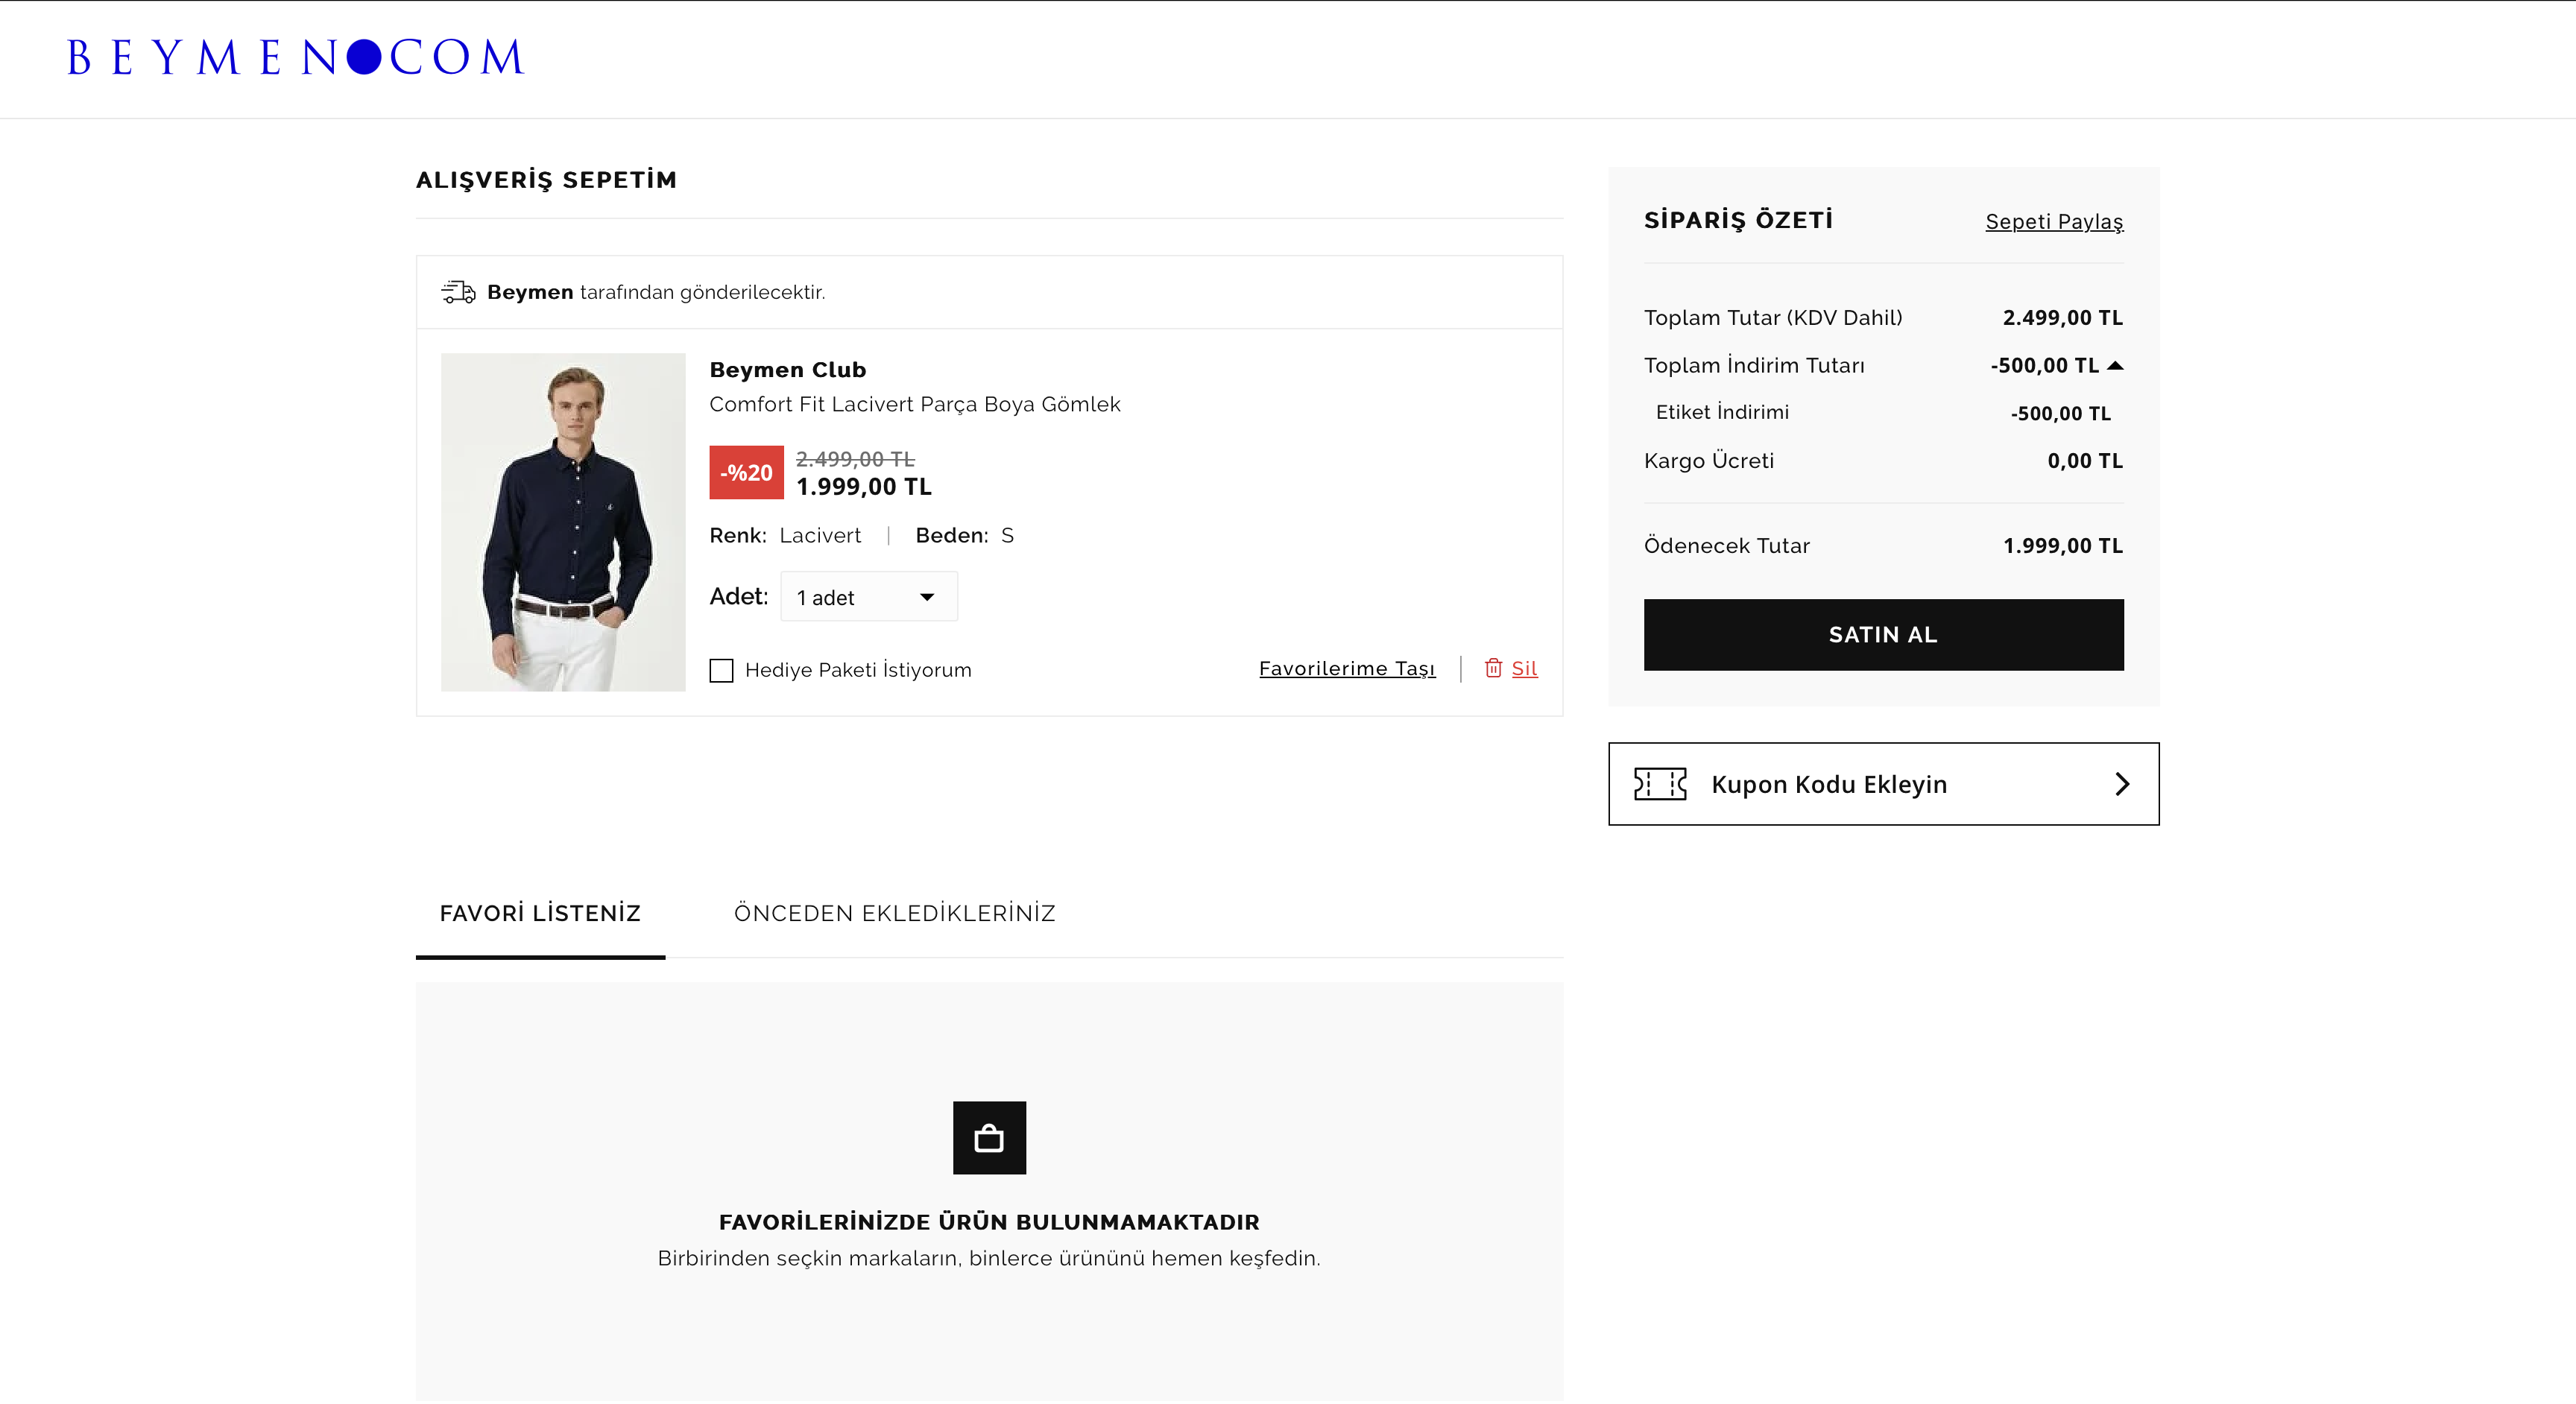 BEYMEN●COM
ALIŞVERİŞ SEPETİM
Beymen tarafından gönderilecektir.
Beymen Club
Comfort Fit Lacivert Parça Boya Gömlek
-%20
2.499,00 TL
1.999,00 TL
Renk: Lacivert | Beden: S
Adet: 1 adet
Hediye Paketi İstiyorum
Favorilerime Taşı | Sil
SİPARİŞ ÖZETİ
Sepeti Paylaş
Toplam Tutar (KDV Dahil) 2.499,00 TL
Toplam İndirim Tutarı -500,00 TL
Etiket İndirimi -500,00 TL
Kargo Ücreti 0,00 TL
Ödenecek Tutar 1.999,00 TL
SATIN AL
Kupon Kodu Ekleyin
FAVORİ LİSTENİZ
ÖNCEDEN EKLEDİKLERİNİZ
FAVORİLERİNİZDE ÜRÜN BULUNMAMAKTADIR
Birbirinden seçkin markaların, binlerce ürününü hemen keşfedin.